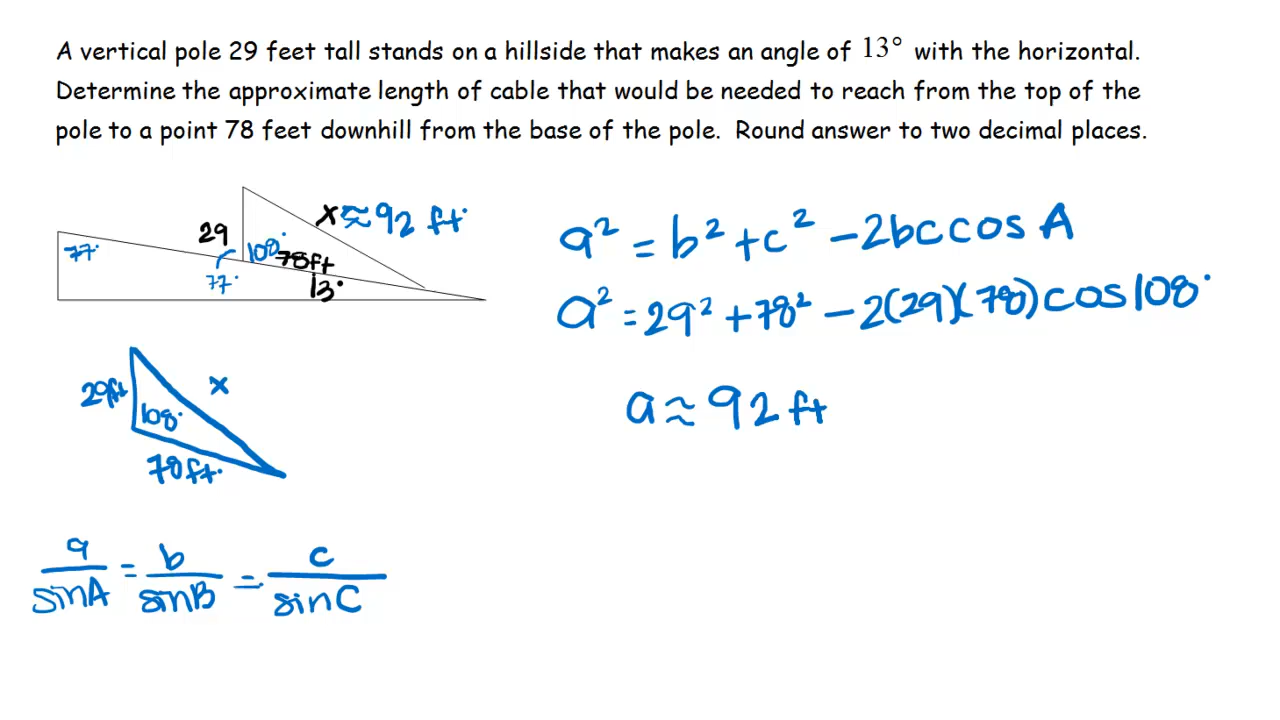 A vertical pole 29 feet tall stands on a hillside that makes an angle of 13° with the horizontal.
Determine the approximate length of cable that would be needed to reach from the top of the
pole to a point 78 feet downhill from the base of the pole. Round answer to two decimal places.
29
x≈92 ft.
77°
108°
78ft
77°
13°
a² = b² + c² - 2bc cos A
a² = 29² + 78² - 2(29)(78) cos 108°
a ≈ 92 ft
29ft
x
108°
78ft.
a/sinA = b/sinB = c/sin C